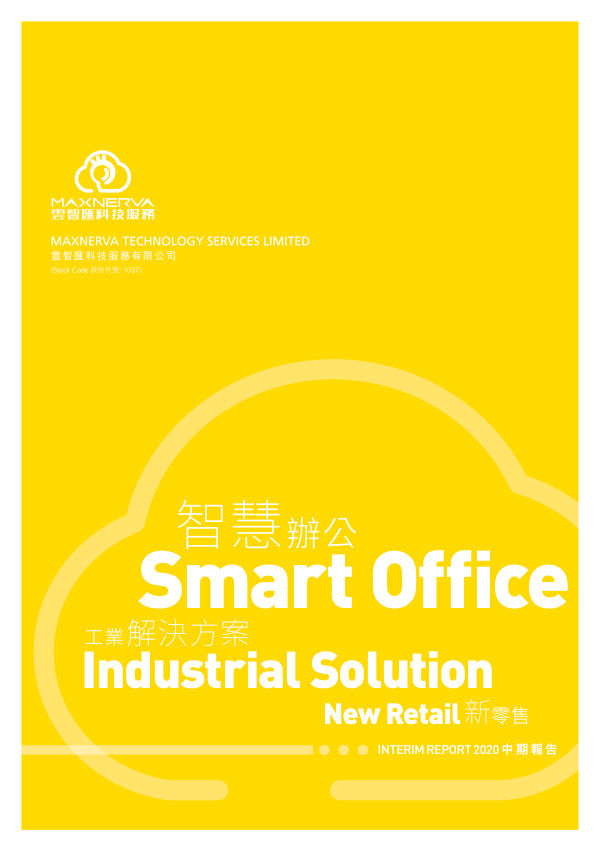 MAXNERVA
雲智匯科技服務
MAXNERVA TECHNOLOGY SERVICES LIMITED
雲智匯科技服務有限公司
(Stock Code 股份代號: 1037)
智慧辦公
Smart Office
工業解決方案
Industrial Solution
New Retail 新零售
INTERIM REPORT 2020 中期報告